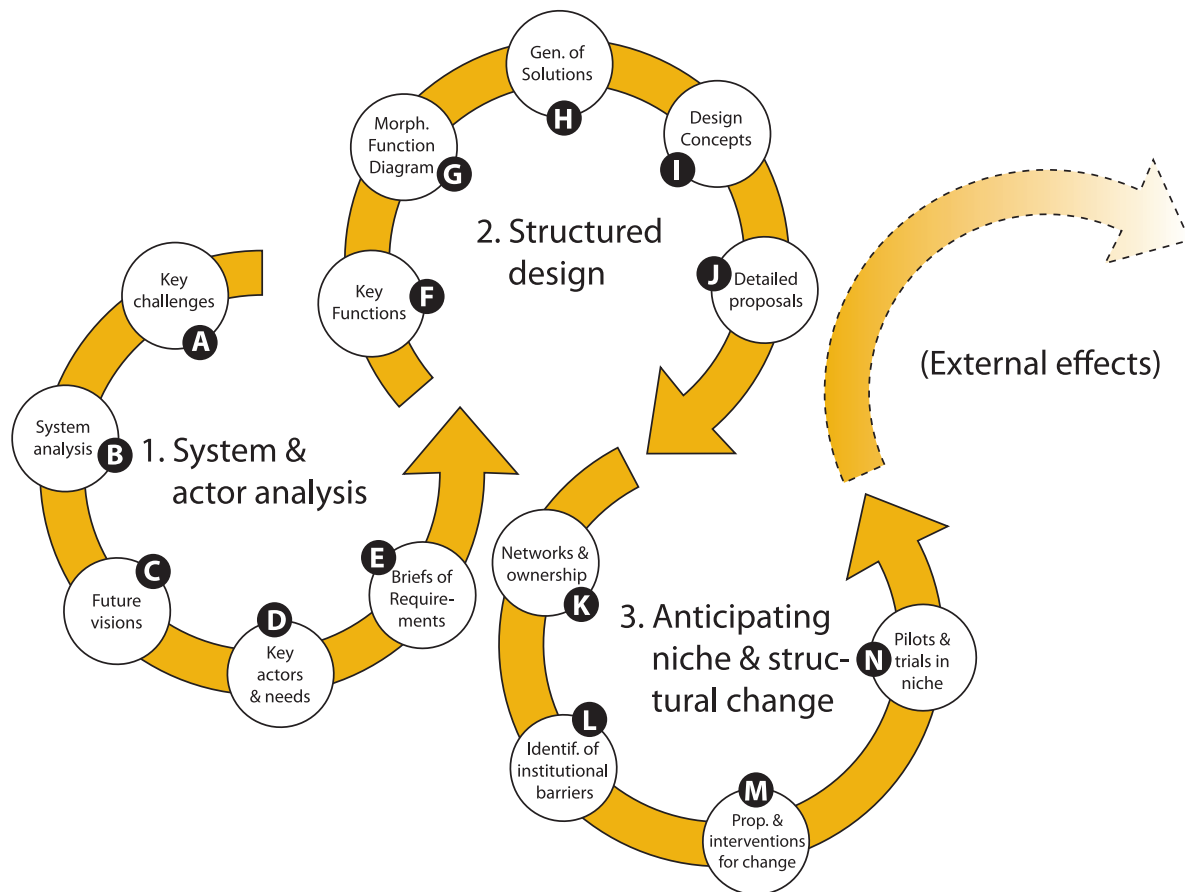 Key
challenges
A
System
analysis
B
1. System &
actor analysis
C
Future
visions
D
Key
actors
& needs
E
Briefs of
Require-
ments
F
Key
Functions
Morph.
Function
Diagram
G
Gen. of
Solutions
H
Design
Concepts
I
2. Structured
design
J
Detailed
proposals
Networks &
ownership
K
3. Anticipating
niche & struc-
tural change
L
Identif. of
institutional
barriers
M
Prop. &
interventions
for change
N
Pilots &
trials in
niche
(External effects)